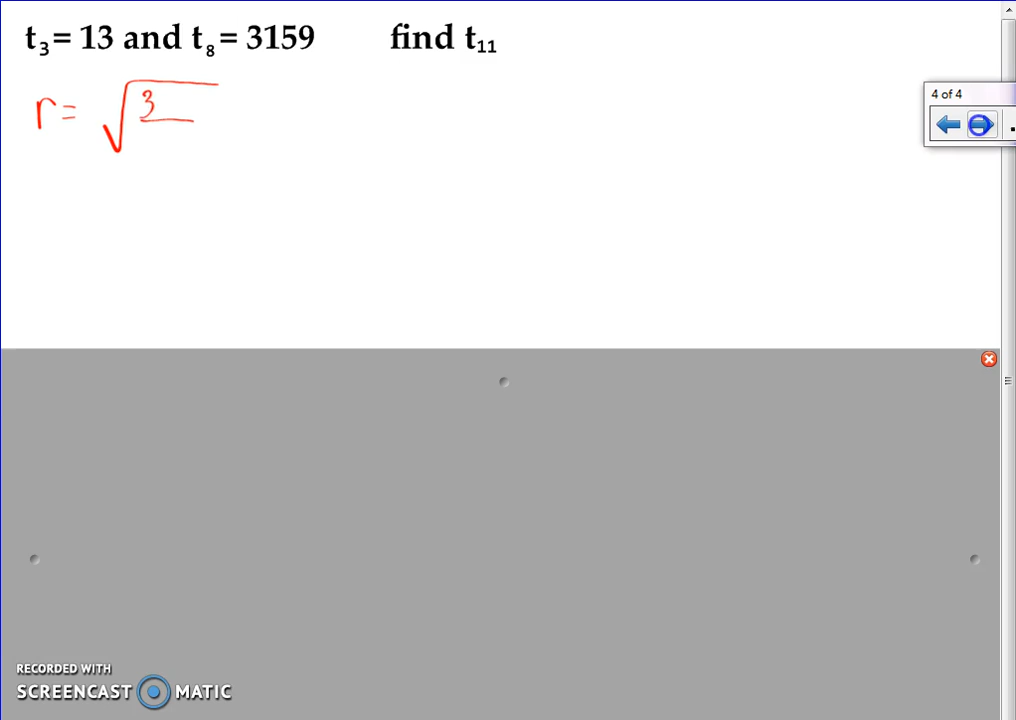 t₃= 13 and t₈= 3159 find t₁₁
r= √3
4 of 4
RECORDED WITH
SCREENCAST MATIC